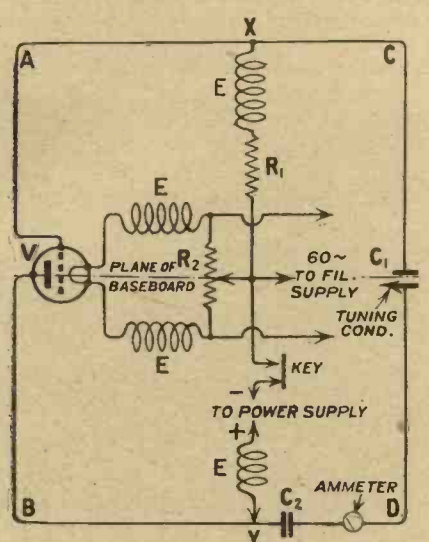 X
A
C
E
R₁
E
V
PLANE OF
BASEBOARD
R₂
60~
TO FIL.
SUPPLY
C₁
TUNING
COND.
E
KEY
−
TO POWER SUPPLY
+
E
AMMETER
B
C₂
D
Y